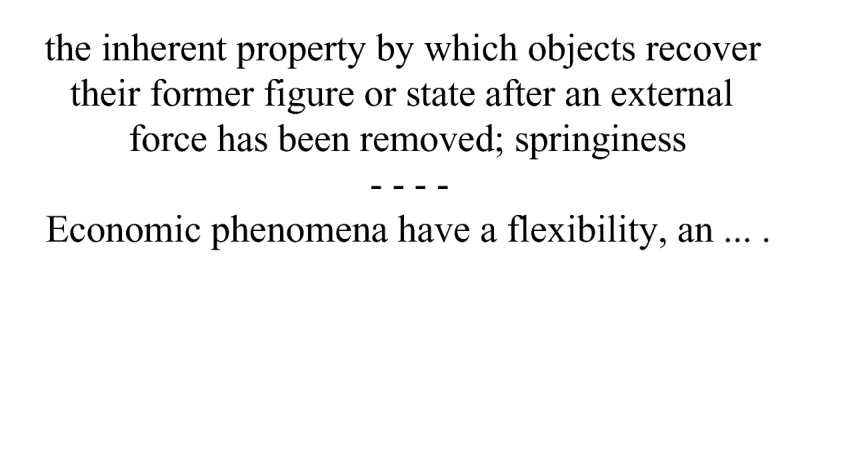 the inherent property by which objects recover
their former figure or state after an external
force has been removed; springiness
- - - -
Economic phenomena have a flexibility, an ... .